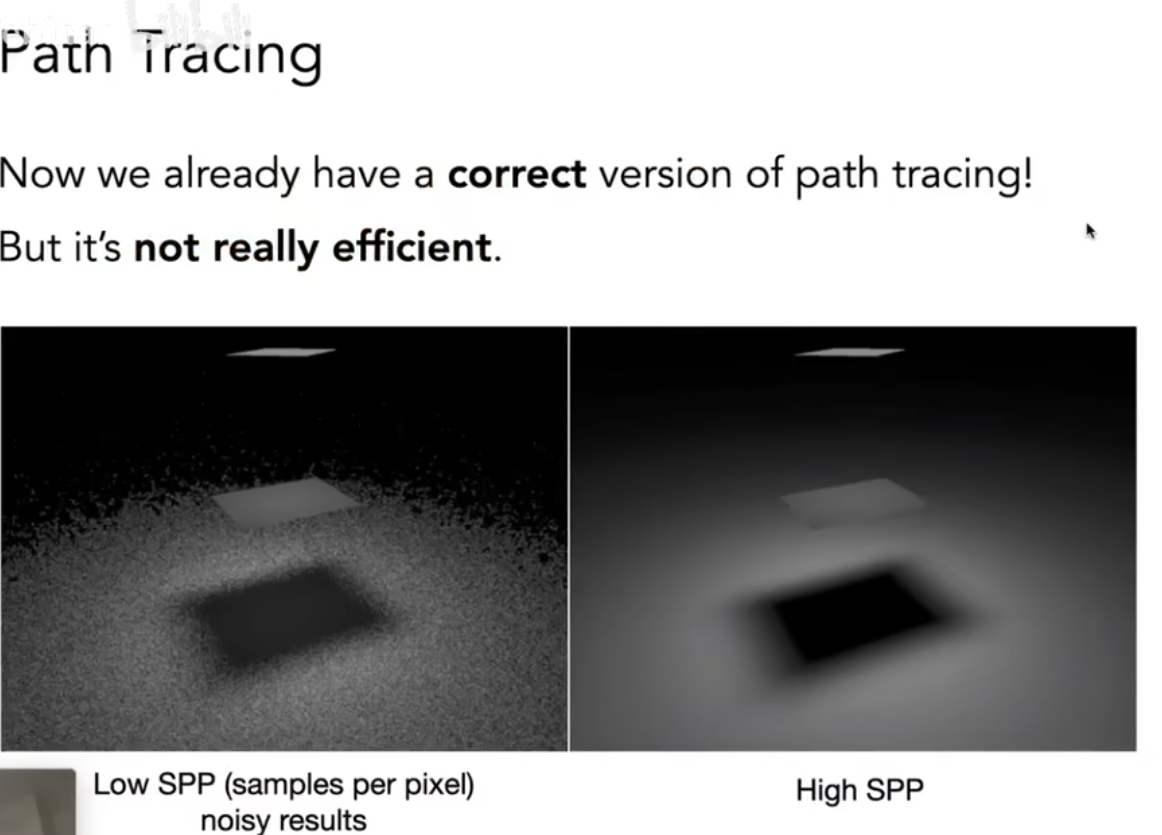 Path Tracing
Now we already have a correct version of path tracing!
But it’s not really efficient.
Low SPP (samples per pixel)
noisy results
High SPP